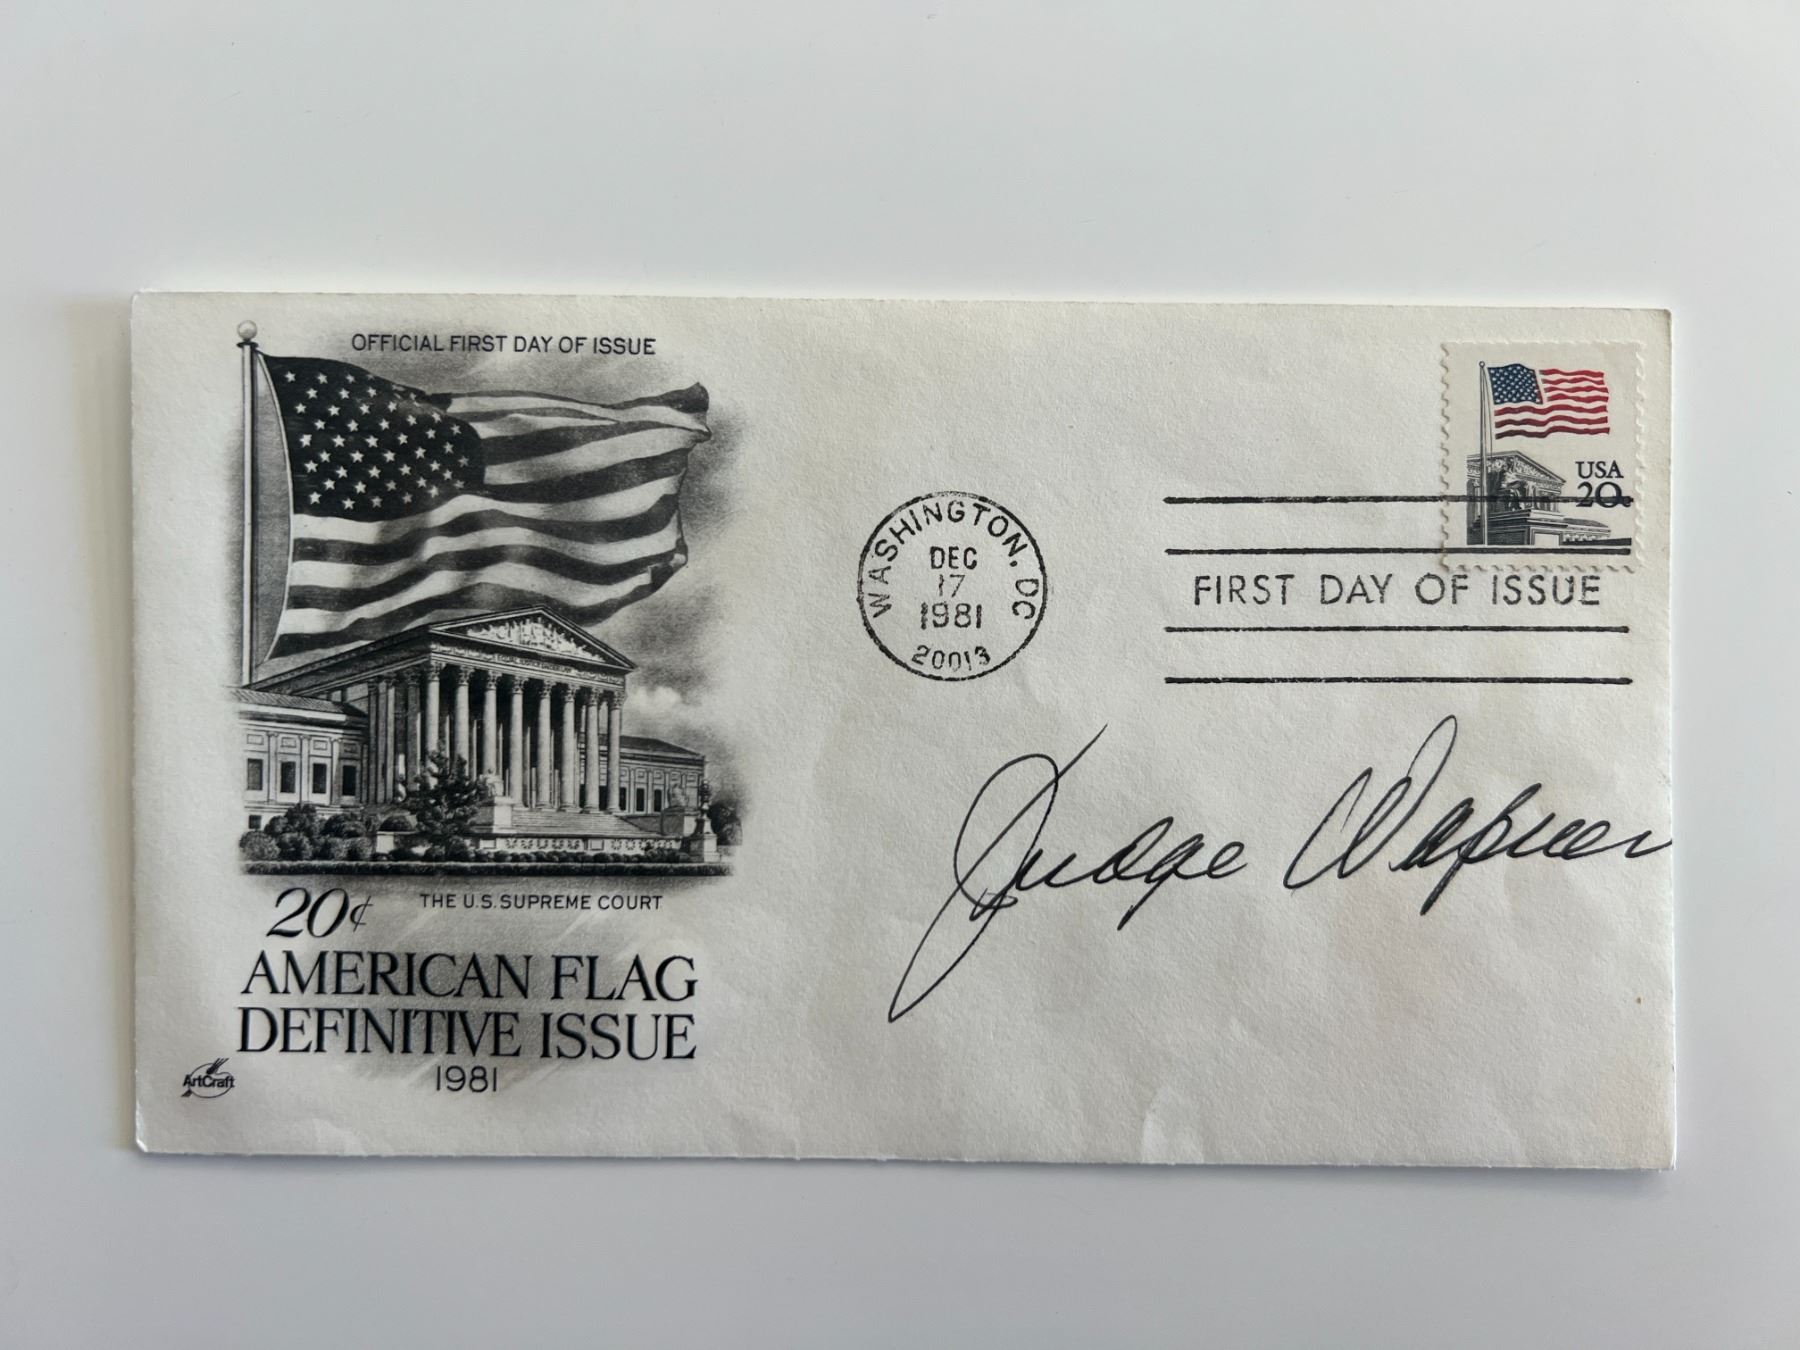 OFFICIAL FIRST DAY OF ISSUE
USA
20c
WASHINGTON, DC
DEC
17
1981
20013
FIRST DAY OF ISSUE
Judge Wapner
THE U.S. SUPREME COURT
20¢
AMERICAN FLAG
DEFINITIVE ISSUE
1981
ArtCraft